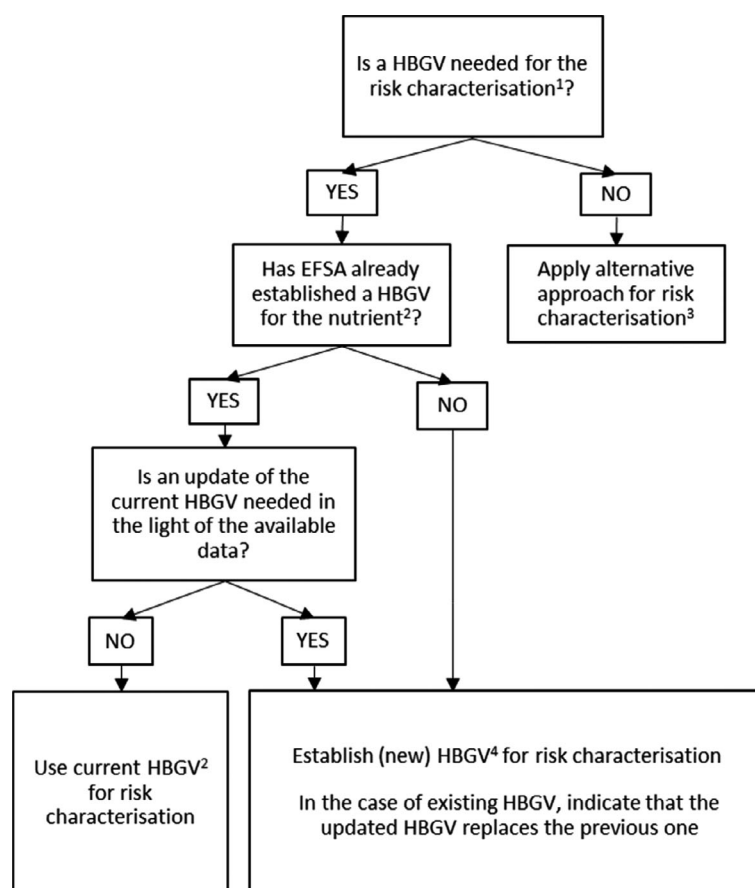 Is a HBGV needed for the
risk characterisation¹?
YES
NO
Has EFSA already
established a HBGV
for the nutrient²?
Apply alternative
approach for risk
characterisation³
YES
NO
Is an update of the
current HBGV needed in
the light of the available
data?
NO
YES
Use current HBGV²
for risk
characterisation
Establish (new) HBGV⁴ for risk characterisation
In the case of existing HBGV, indicate that the
updated HBGV replaces the previous one